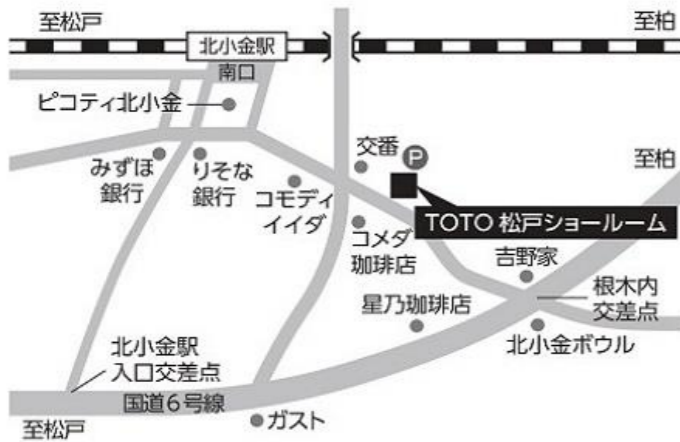 至松戸
北小金駅
至柏
南口
ピコティ北小金
交番
P
至柏
みずほ
銀行
りそな
銀行
コモディ
イイダ
TOTO 松戸ショールーム
コメダ
珈琲店
吉野家
星乃珈琲店
根木内
交差点
北小金ボウル
北小金駅
入口交差点
国道6号線
至松戸
ガスト